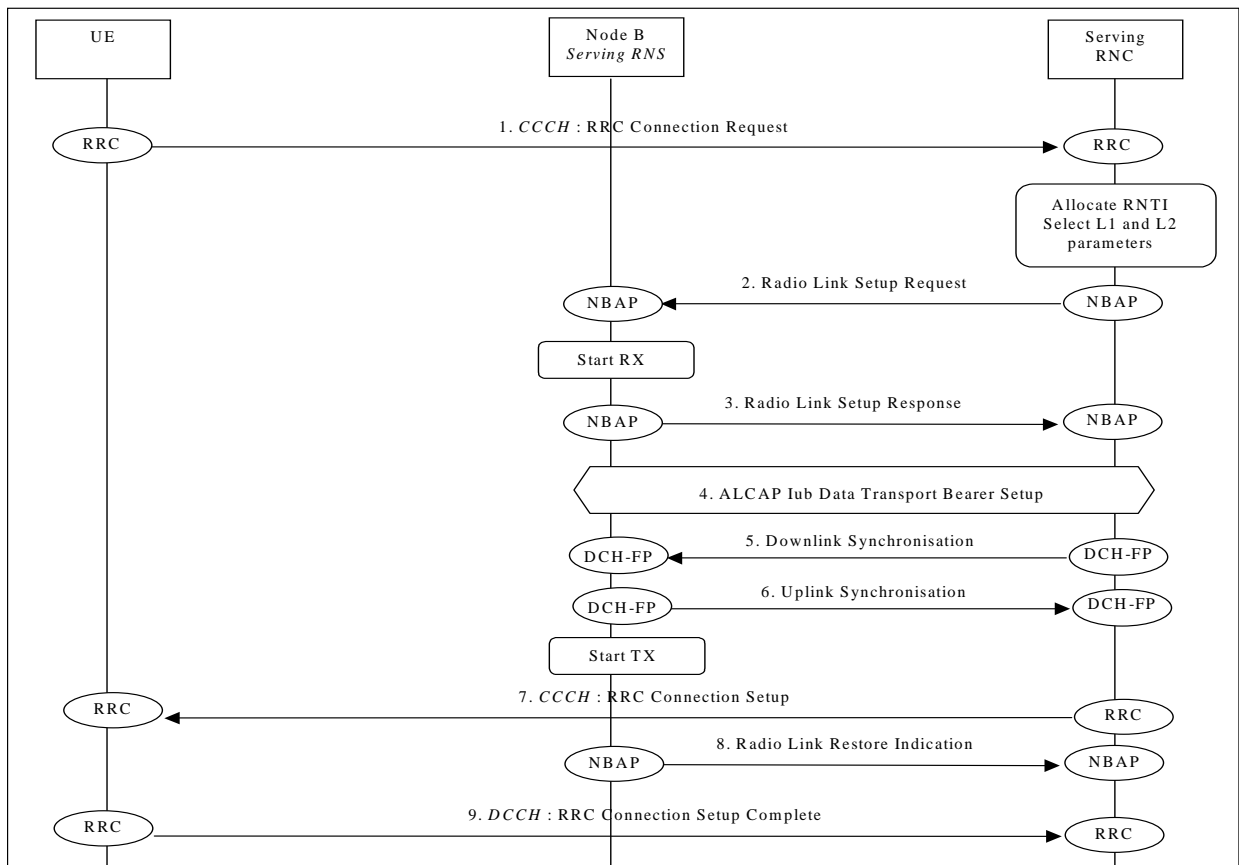 UE
Node B
Serving RNS
Serving
RNC
1. CCCH : RRC Connection Request
RRC
RRC
Allocate RNTI
Select L1 and L2
parameters
2. Radio Link Setup Request
NBAP
NBAP
Start RX
3. Radio Link Setup Response
NBAP
NBAP
4. ALCAP Iub Data Transport Bearer Setup
5. Downlink Synchronisation
DCH-FP
DCH-FP
6. Uplink Synchronisation
DCH-FP
DCH-FP
Start TX
7. CCCH : RRC Connection Setup
RRC
RRC
8. Radio Link Restore Indication
NBAP
NBAP
9. DCCH : RRC Connection Setup Complete
RRC
RRC